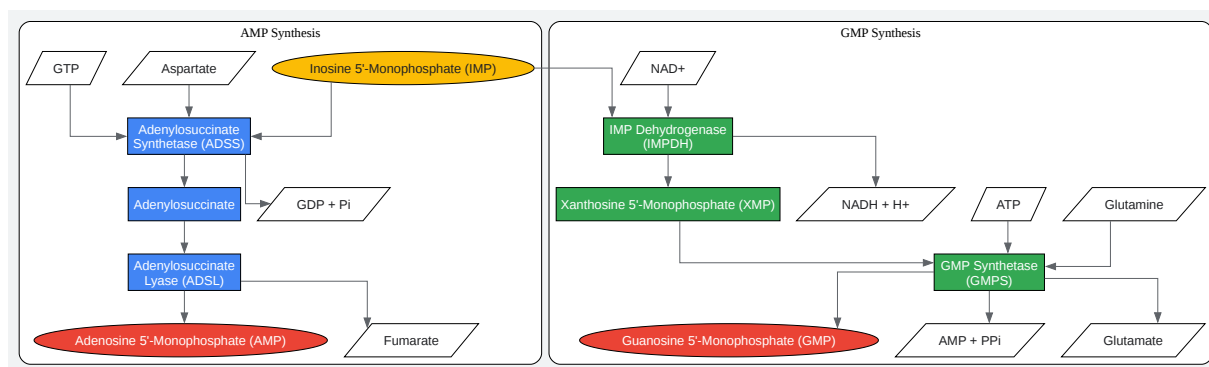 AMP Synthesis
GTP
Aspartate
Inosine 5'-Monophosphate (IMP)
Adenylosuccinate
Synthetase (ADSS)
Adenylosuccinate
GDP + Pi
Adenylosuccinate
Lyase (ADSL)
Adenosine 5'-Monophosphate (AMP)
Fumarate
GMP Synthesis
NAD+
IMP Dehydrogenase
(IMPDH)
Xanthosine 5'-Monophosphate (XMP)
NADH + H+
ATP
Glutamine
GMP Synthetase
(GMPS)
Guanosine 5'-Monophosphate (GMP)
AMP + PPi
Glutamate